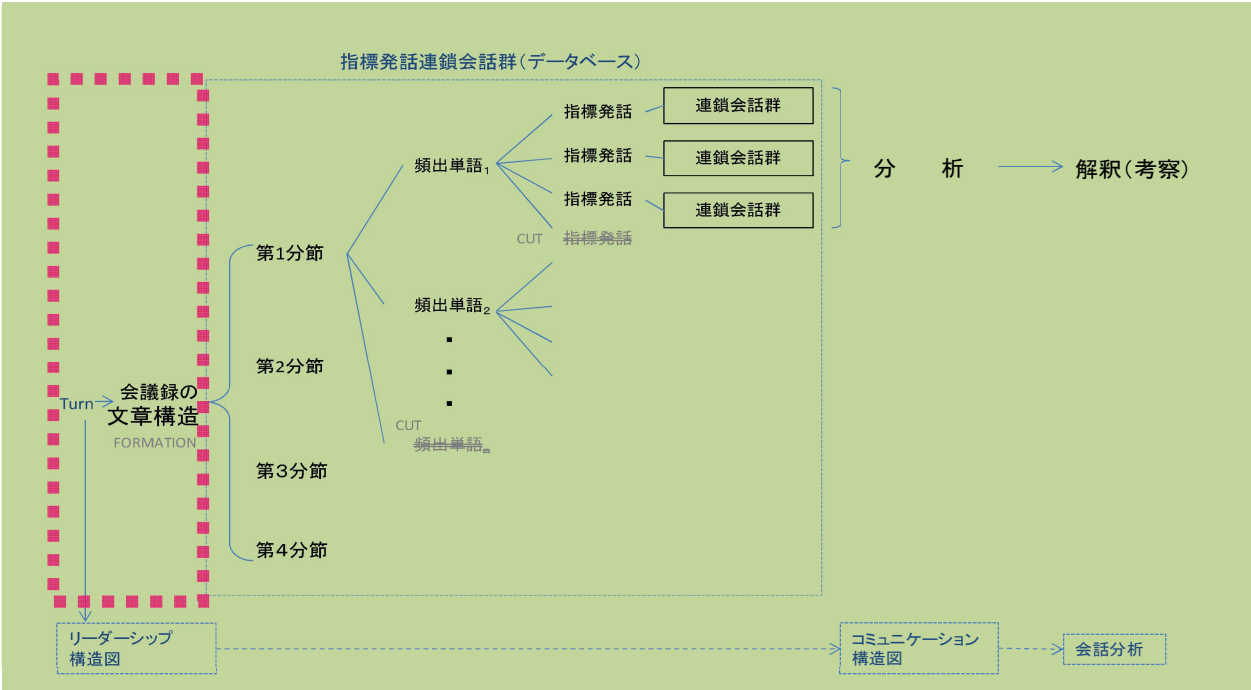 指標発話連鎖会話群(データベース)
指標発話
連鎖会話群
頻出単語1
指標発話
連鎖会話群
分 析
解釈(考察)
指標発話
連鎖会話群
CUT
指標発話
第1分節
頻出単語2
第2分節
Turn
会議録の
文章構造
FORMATION
CUT
頻出単語n
第3分節
第4分節
リーダーシップ
構造図
コミュニケーション
構造図
会話分析